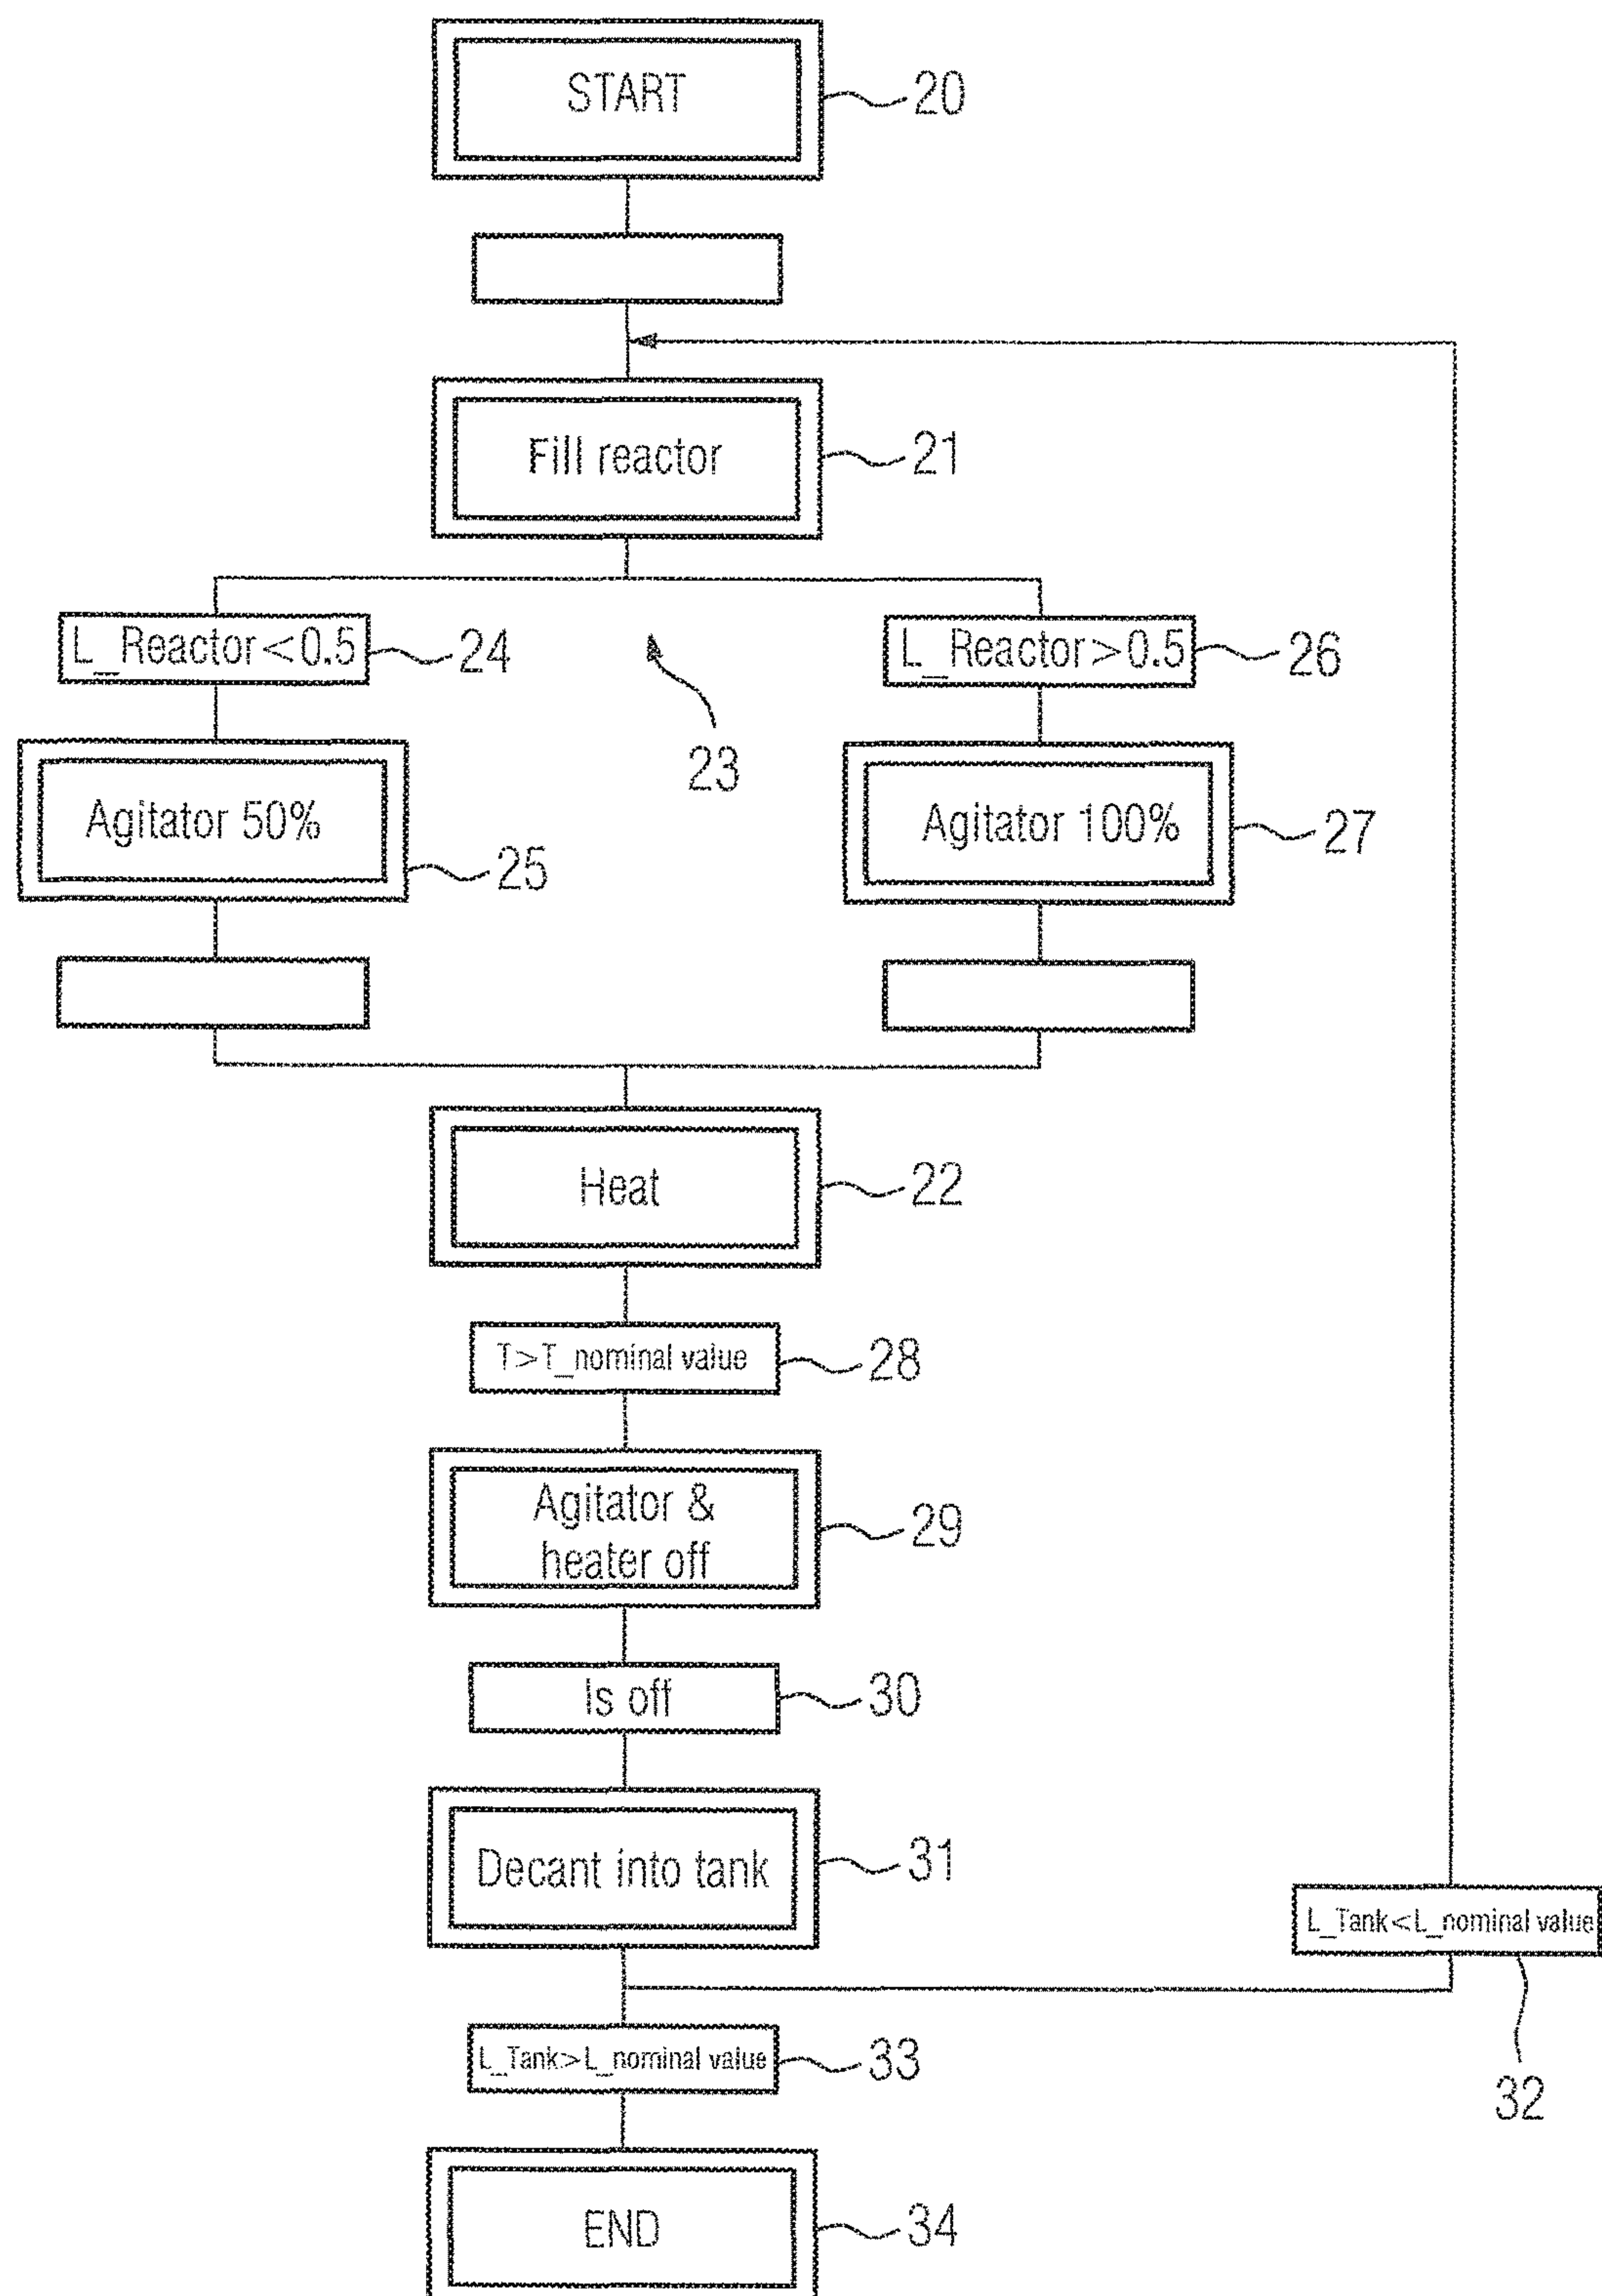 START
20
Fill reactor
21
L_Reactor<0.5
24
L_Reactor>0.5
26
23
Agitator 50%
25
Agitator 100%
27
Heat
22
T>T_nominal value
28
Agitator &
heater off
29
Is off
30
Decant into tank
31
L_Tank<L_nominal value
32
L_Tank>L_nominal value
33
END
34